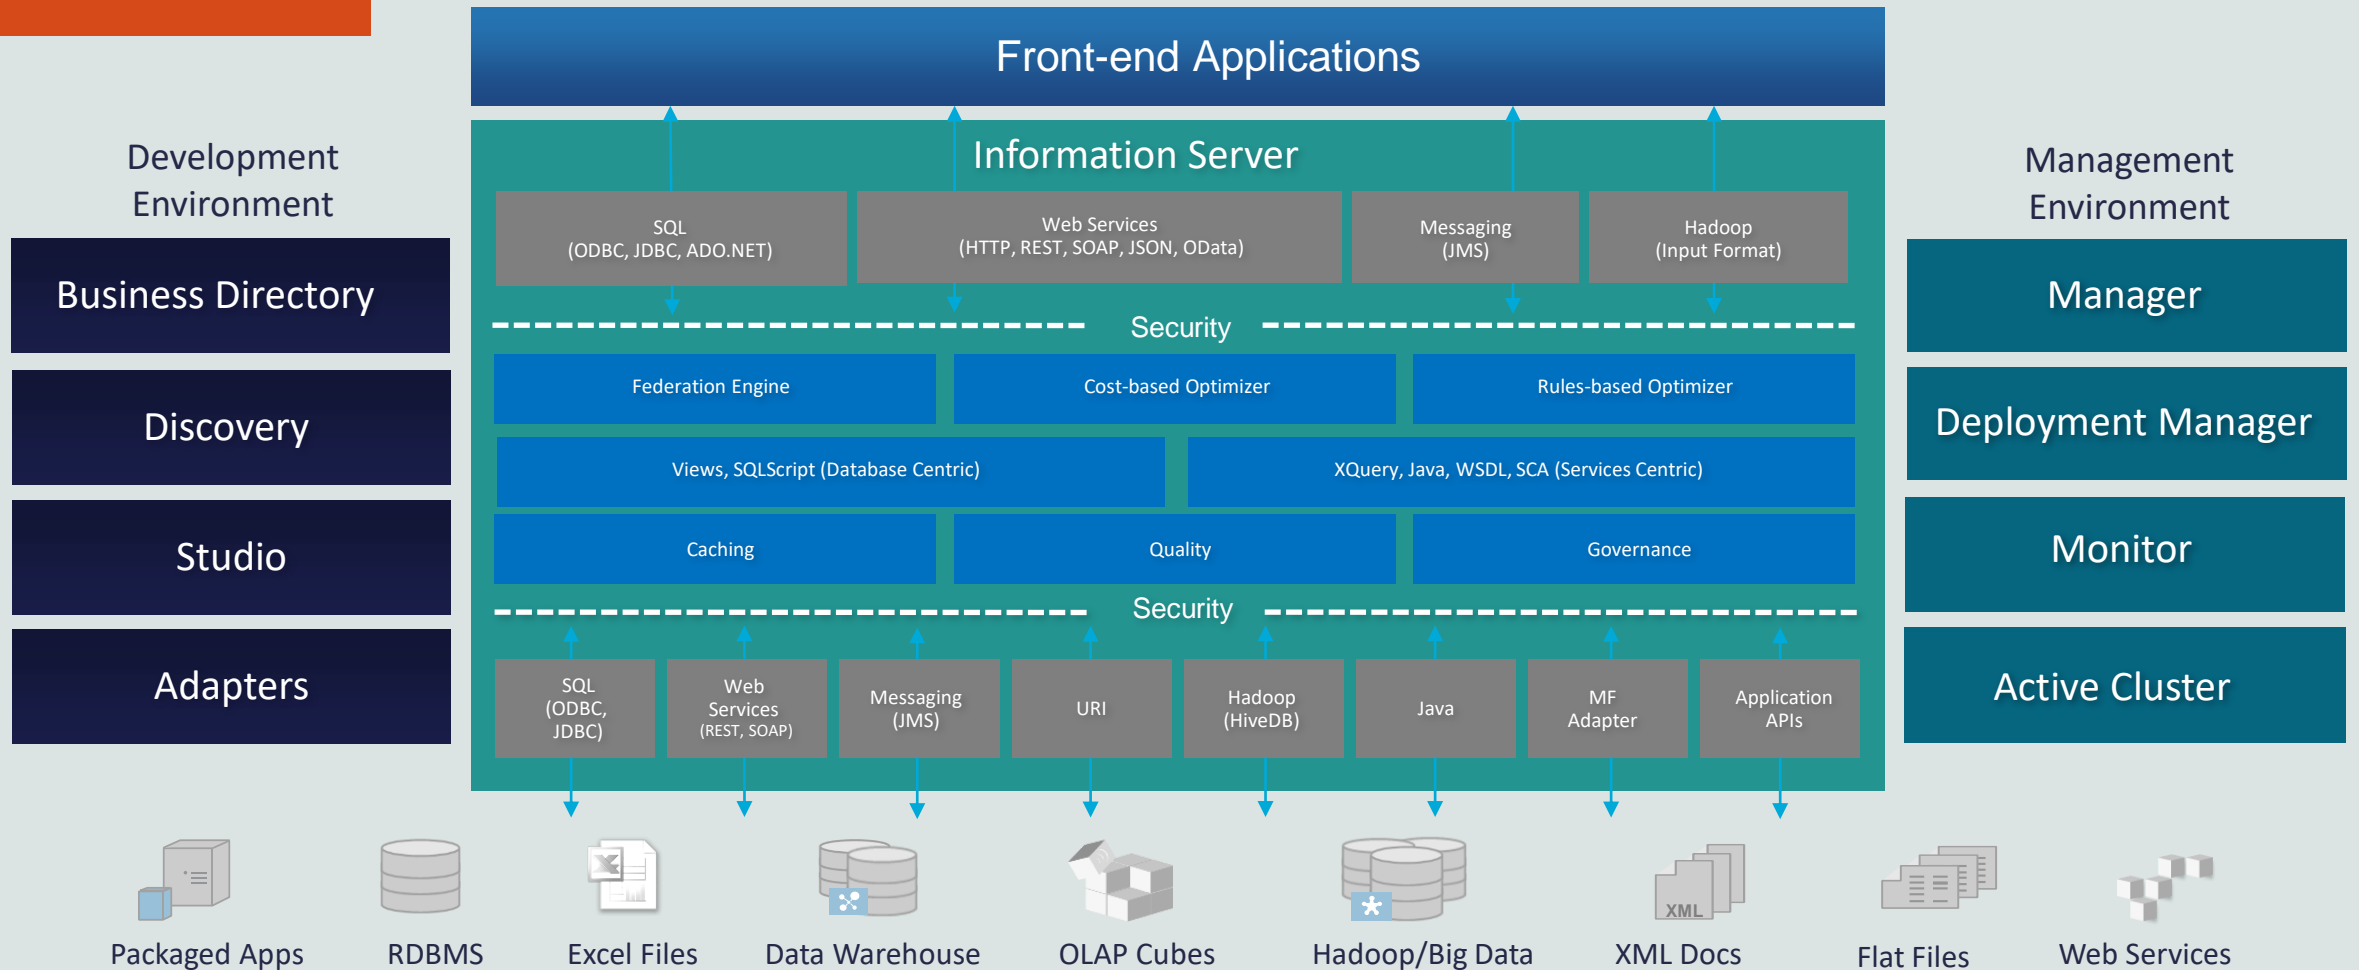 Front-end Applications
Development
Environment
Business Directory
Discovery
Studio
Adapters
Information Server
SQL
(ODBC, JDBC, ADO.NET)
Web Services
(HTTP, REST, SOAP, JSON, OData)
Messaging
(JMS)
Hadoop
(Input Format)
Security
Federation Engine
Cost-based Optimizer
Rules-based Optimizer
Views, SQLScript (Database Centric)
XQuery, Java, WSDL, SCA (Services Centric)
Caching
Quality
Governance
Security
SQL
(ODBC,
JDBC)
Web
Services
(REST, SOAP)
Messaging
(JMS)
URI
Hadoop
(HiveDB)
Java
MF
Adapter
Application
APIs
Management
Environment
Manager
Deployment Manager
Monitor
Active Cluster
XML
Packaged Apps
RDBMS
Excel Files
Data Warehouse
OLAP Cubes
Hadoop/Big Data
XML Docs
Flat Files
Web Services